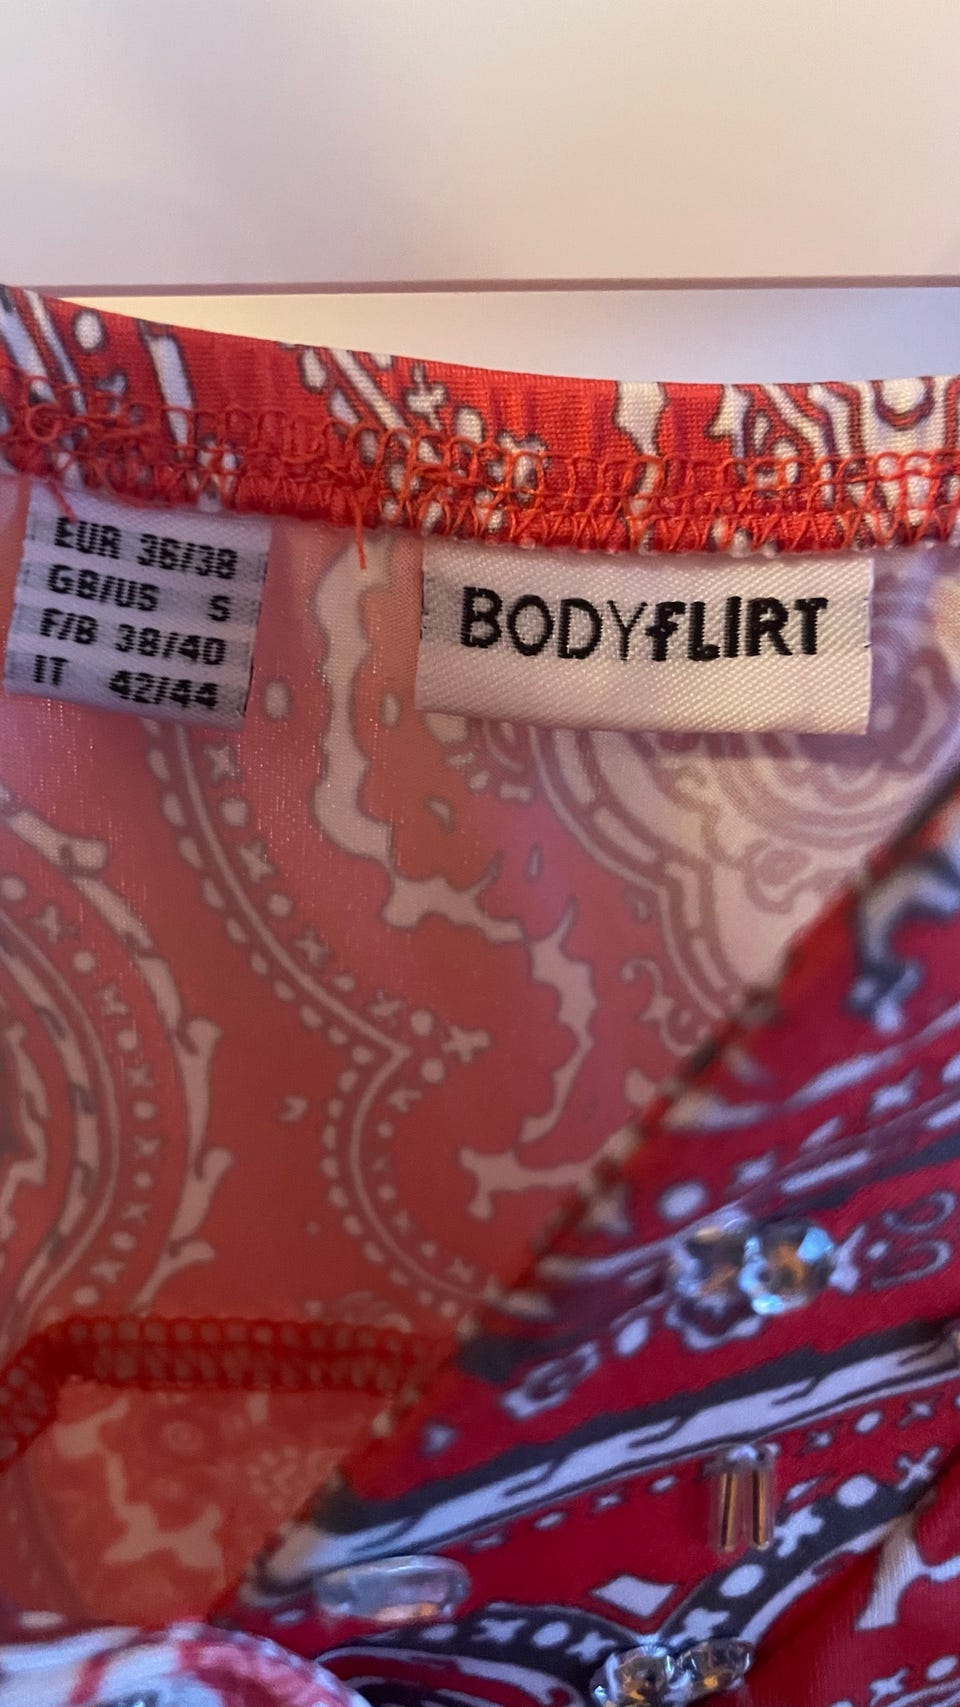 EUR 36/38
GB/US S
F/B 38/40
IT 42/44
BODYFLIRT